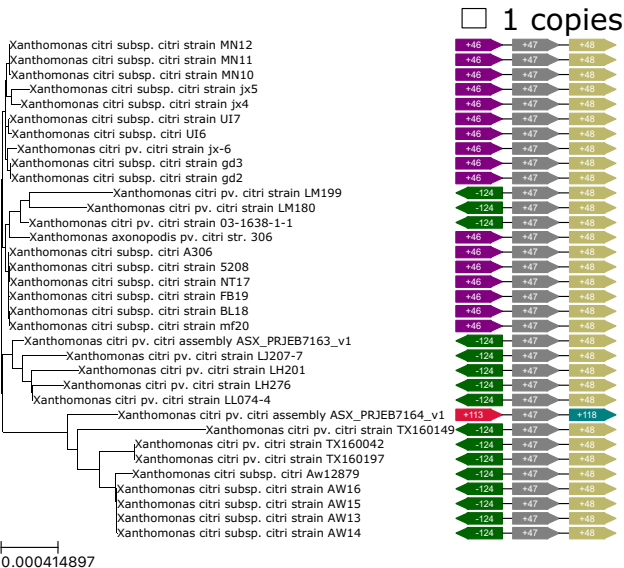 1 copies
Xanthomonas citri subsp. citri strain MN12 +46 +47 +48
Xanthomonas citri subsp. citri strain MN11 +46 +47 +48
Xanthomonas citri subsp. citri strain MN10 +46 +47 +48
Xanthomonas citri subsp. citri strain jx5 +46 +47 +48
Xanthomonas citri subsp. citri strain jx4 +46 +47 +48
Xanthomonas citri subsp. citri strain UI7 +46 +47 +48
Xanthomonas citri subsp. citri UI6 +46 +47 +48
Xanthomonas citri pv. citri strain jx-6 +46 +47 +48
Xanthomonas citri subsp. citri strain gd3 +46 +47 +48
Xanthomonas citri subsp. citri strain gd2 +46 +47 +48
Xanthomonas citri pv. citri strain LM199 -124 +47 +48
Xanthomonas citri pv. citri strain LM180 -124 +47 +48
Xanthomonas citri pv. citri strain 03-1638-1-1 -124 +47 +48
Xanthomonas axonopodis pv. citri str. 306 +46 +47 +48
Xanthomonas citri subsp. citri A306 +46 +47 +48
Xanthomonas citri subsp. citri strain 5208 +46 +47 +48
Xanthomonas citri subsp. citri strain NT17 +46 +47 +48
Xanthomonas citri subsp. citri strain FB19 +46 +47 +48
Xanthomonas citri subsp. citri strain BL18 +46 +47 +48
Xanthomonas citri subsp. citri strain mf20 +46 +47 +48
Xanthomonas citri pv. citri assembly ASX_PRJEB7163_v1 -124 +47 +48
Xanthomonas citri pv. citri strain LJ207-7 -124 +47 +48
Xanthomonas citri pv. citri strain LH201 -124 +47 +48
Xanthomonas citri pv. citri strain LH276 -124 +47 +48
Xanthomonas citri pv. citri strain LL074-4 -124 +47 +48
Xanthomonas citri pv. citri assembly ASX_PRJEB7164_v1 +113 +47 +118
Xanthomonas citri pv. citri strain TX160149 -124 +47 +48
Xanthomonas citri pv. citri strain TX160042 -124 +47 +48
Xanthomonas citri pv. citri strain TX160197 -124 +47 +48
Xanthomonas citri subsp. citri Aw12879 -124 +47 +48
Xanthomonas citri subsp. citri strain AW16 -124 +47 +48
Xanthomonas citri subsp. citri strain AW15 -124 +47 +48
Xanthomonas citri subsp. citri strain AW13 -124 +47 +48
Xanthomonas citri subsp. citri strain AW14 -124 +47 +48
0.000414897